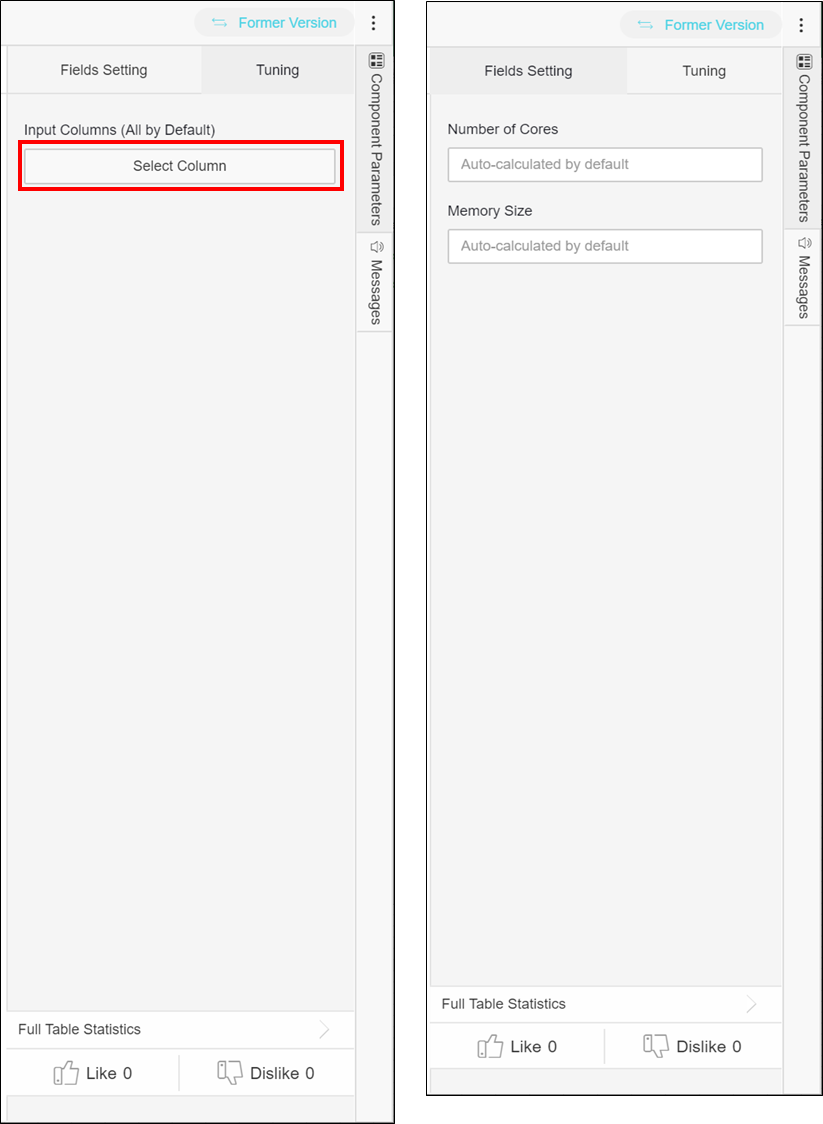 Former Version
Fields Setting
Tuning
Input Columns (All by Default)
Select Column
Component Parameters
Messages
Full Table Statistics
Like 0
Dislike 0
Former Version
Fields Setting
Tuning
Number of Cores
Auto-calculated by default
Memory Size
Auto-calculated by default
Component Parameters
Messages
Full Table Statistics
Like 0
Dislike 0